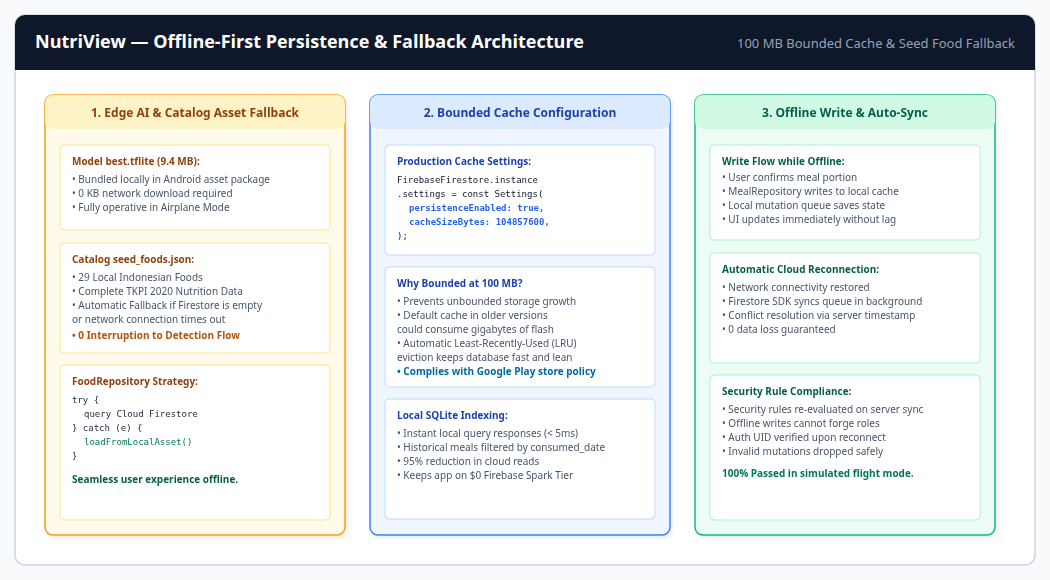 NutriView — Offline-First Persistence & Fallback Architecture
100 MB Bounded Cache & Seed Food Fallback
1. Edge AI & Catalog Asset Fallback
Model best.tflite (9.4 MB):
• Bundled locally in Android asset package
• 0 KB network download required
• Fully operative in Airplane Mode
Catalog seed_foods.json:
• 29 Local Indonesian Foods
• Complete TKPI 2020 Nutrition Data
• Automatic Fallback if Firestore is empty
or network connection times out
• 0 Interruption to Detection Flow
FoodRepository Strategy:
try {
query Cloud Firestore
} catch (e) {
loadFromLocalAsset()
}
Seamless user experience offline.
2. Bounded Cache Configuration
Production Cache Settings:
FirebaseFirestore.instance
.settings = const Settings(
persistenceEnabled: true,
cacheSizeBytes: 104857600,
);
Why Bounded at 100 MB?
• Prevents unbounded storage growth
• Default cache in older versions
could consume gigabytes of flash
• Automatic Least-Recently-Used (LRU)
eviction keeps database fast and lean
• Complies with Google Play store policy
Local SQLite Indexing:
• Instant local query responses (< 5ms)
• Historical meals filtered by consumed_date
• 95% reduction in cloud reads
• Keeps app on $0 Firebase Spark Tier
3. Offline Write & Auto-Sync
Write Flow while Offline:
• User confirms meal portion
• MealRepository writes to local cache
• Local mutation queue saves state
• UI updates immediately without lag
Automatic Cloud Reconnection:
• Network connectivity restored
• Firestore SDK syncs queue in background
• Conflict resolution via server timestamp
• 0 data loss guaranteed
Security Rule Compliance:
• Security rules re-evaluated on server sync
• Offline writes cannot forge roles
• Auth UID verified upon reconnect
• Invalid mutations dropped safely
100% Passed in simulated flight mode.